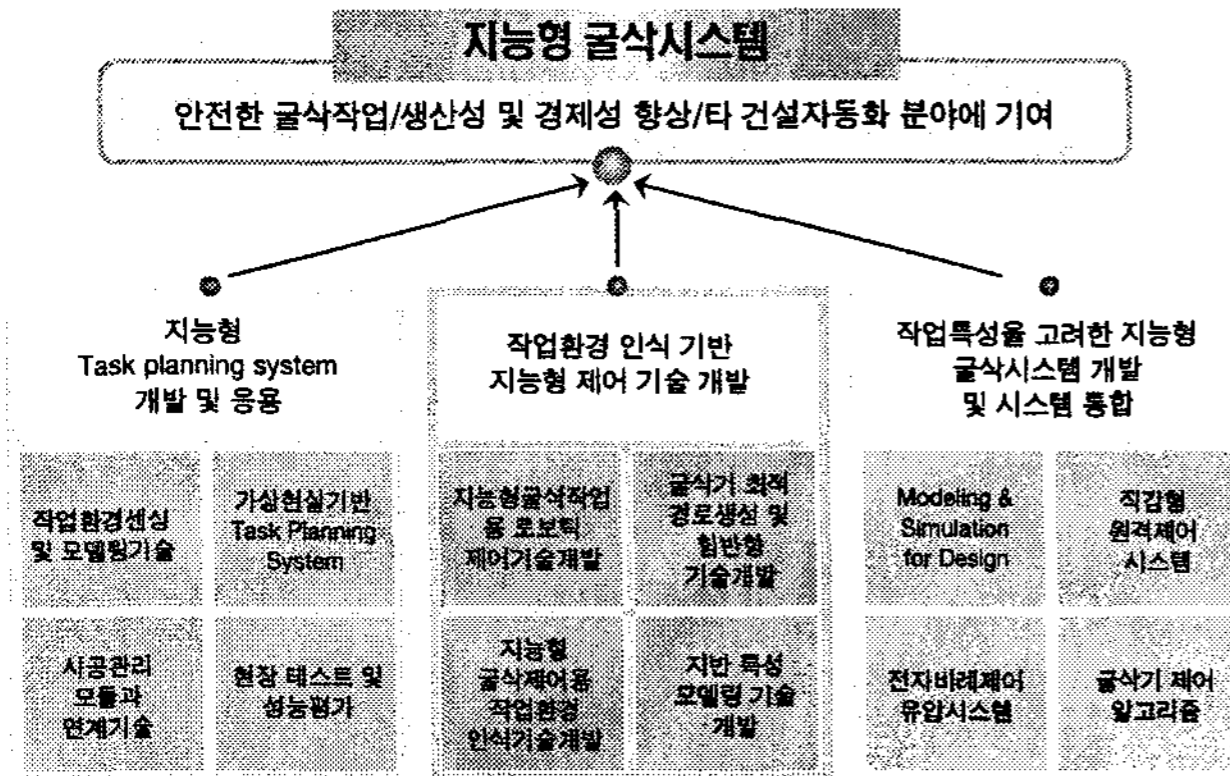 지능형 굴삭시스템
안전한 굴삭작업/생산성 및 경제성 향상/타 건설자동화 분야에 기여
지능형
Task planning system
개발 및 응용
작업환경 인식 기반
지능형 제어 기술 개발
작업특성을 고려한 지능형
굴삭시스템 개발
및 시스템 통합
작업환경센싱
및 모델링기술
가상현실기반
Task Planning
System
지능형굴삭작업
용 로보틱
제어기술개발
굴삭기 최적
경로생성 및
힘반향
기술개발
Modeling &
Simulation
for Design
직감형
원격제어
시스템
시공관리
모듈과
연계기술
현장 테스트 및
성능평가
지능형
굴삭제어용
작업환경
인식기술개발
지반 특성
모델링 기술
개발
전자비례제어
유압시스템
굴삭기 제어
알고리즘